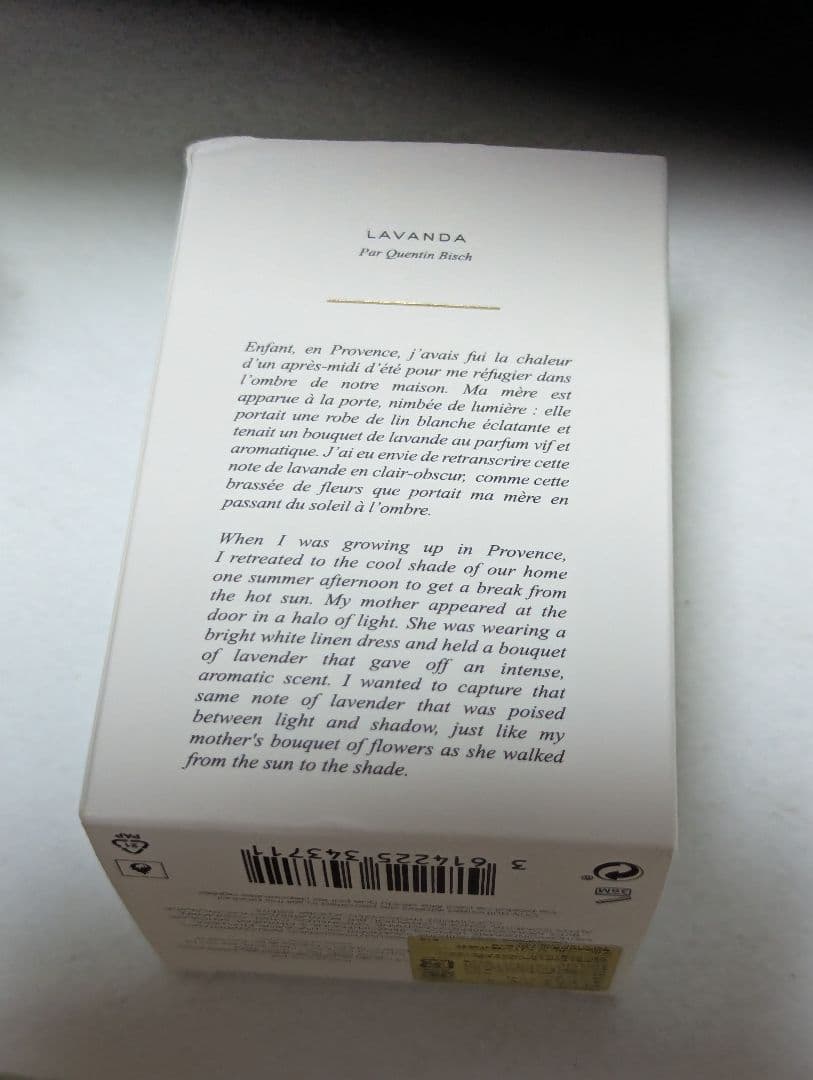 LAVANDA
Par Quentin Bisch
Enfant, en Provence, j'avais fui la chaleur
d'un après-midi d'été pour me réfugier dans
l'ombre de notre maison. Ma mère est
apparue à la porte, nimbée de lumière : elle
portait une robe de lin blanche éclatante et
tenait un bouquet de lavande au parfum vif et
aromatique. J'ai eu envie de retranscrire cette
note de lavande en clair-obscur, comme cette
brassée de fleurs que portait ma mère en
passant du soleil à l'ombre.
When I was growing up in Provence,
I retreated to the cool shade of our home
one summer afternoon to get a break from
the hot sun. My mother appeared at the
door in a halo of light. She was wearing a
bright white linen dress and held a bouquet
of lavender that gave off an intense,
aromatic scent. I wanted to capture that
same note of lavender that was poised
between light and shadow, just like my
mother's bouquet of flowers as she walked
from the sun to the shade.
21
PAP
3 614225 343711
36M